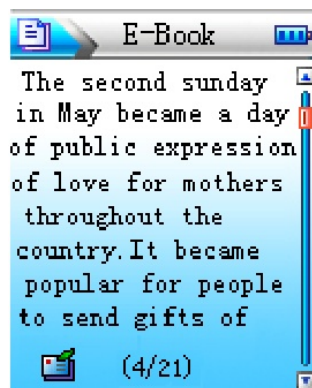 E-Book
The second sunday
in May became a day
of public expression
of love for mothers
throughout the
country.It became
popular for people
to send gifts of
(4/21)